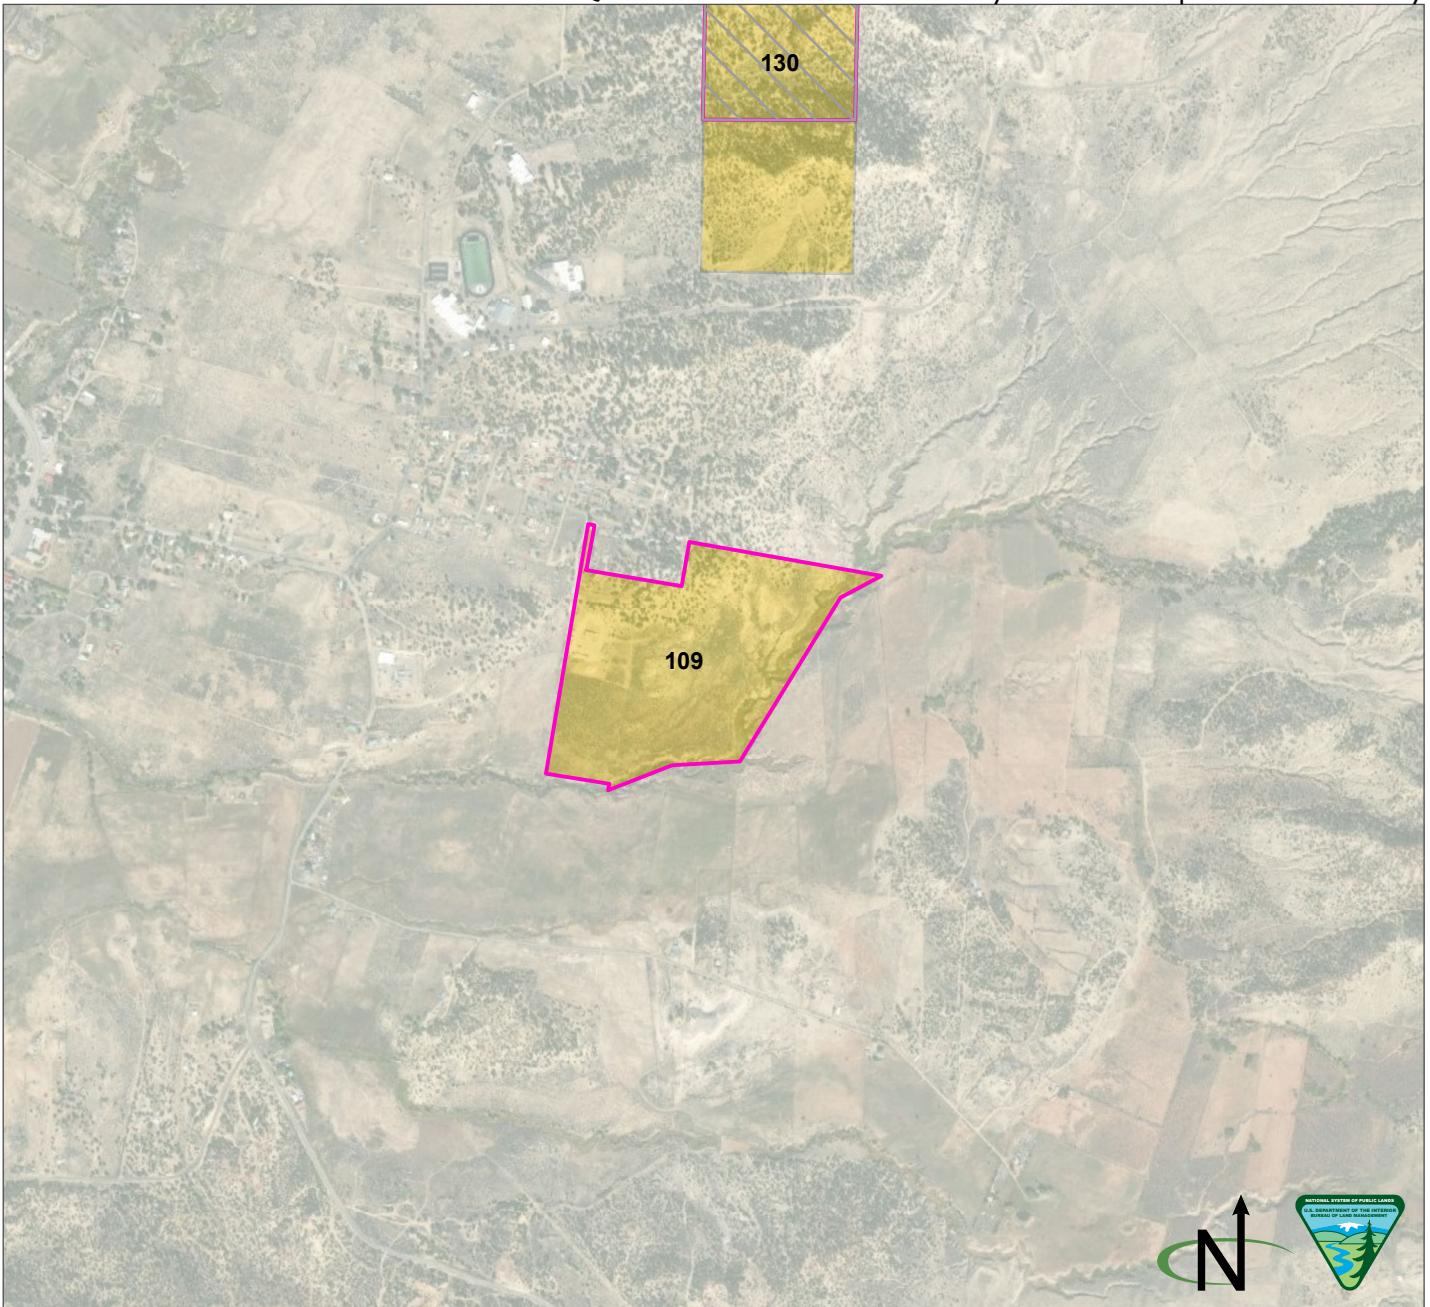 130
109
N
NATIONAL SYSTEM OF PUBLIC LANDS
U.S. DEPARTMENT OF THE INTERIOR
BUREAU OF LAND MANAGEMENT